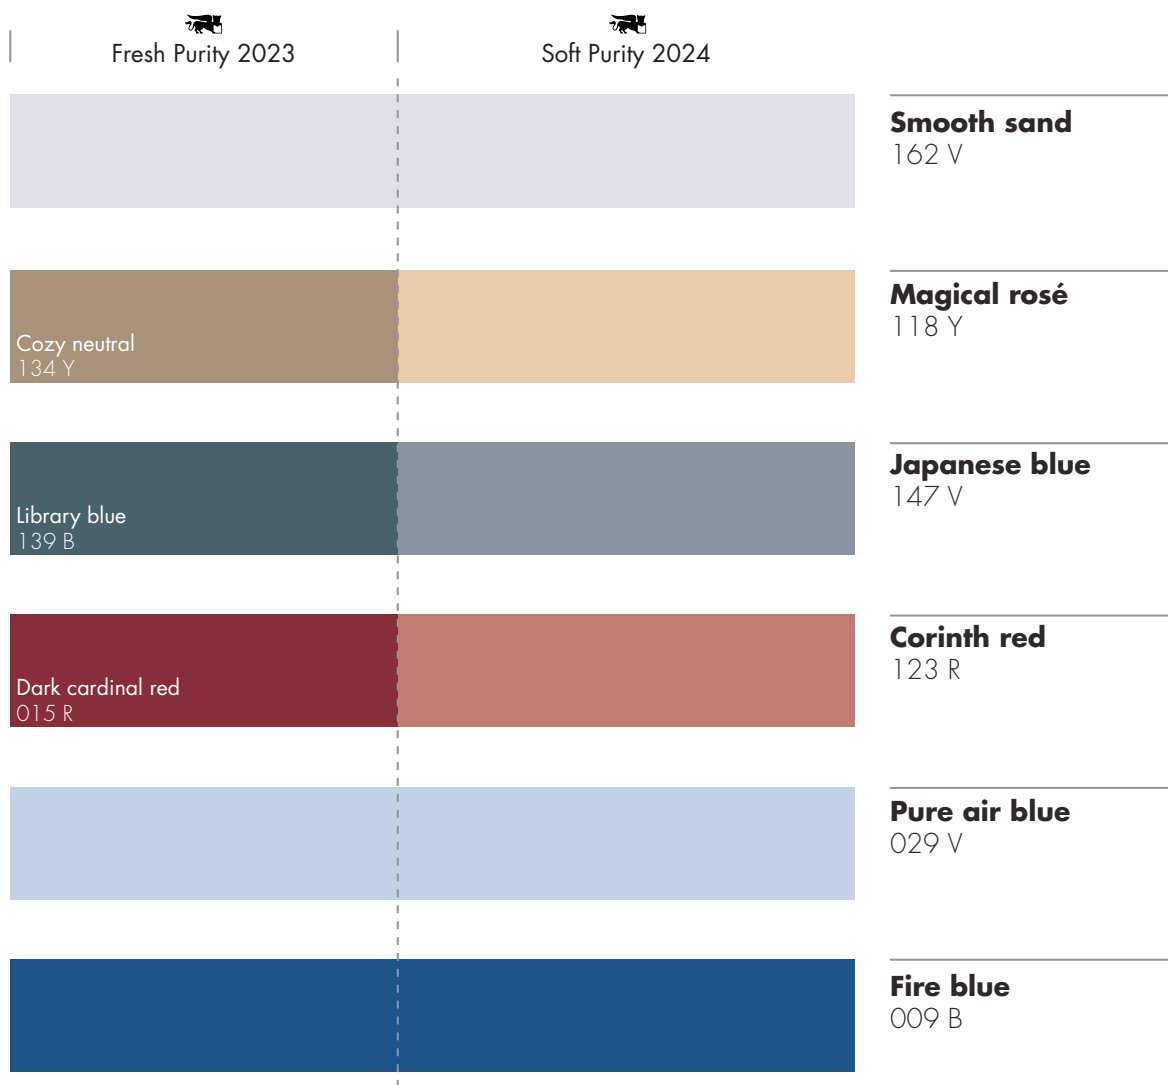 Fresh Purity 2023
Soft Purity 2024
Smooth sand
162 V
Cozy neutral
134 Y
Magical rosé
118 Y
Library blue
139 B
Japanese blue
147 V
Dark cardinal red
015 R
Corinth red
123 R
Pure air blue
029 V
Fire blue
009 B